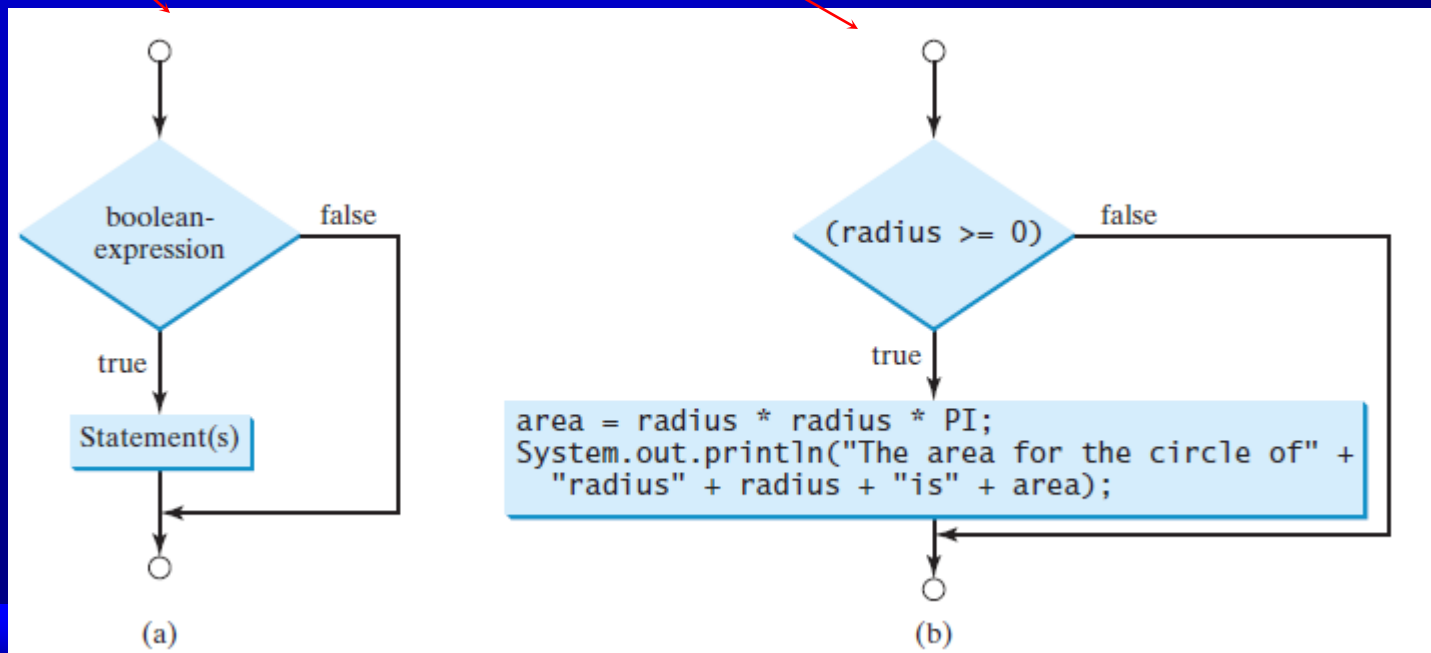 boolean-
expression
false
true
Statement(s)
(a)
(radius >= 0)
false
true
area = radius * radius * PI;
System.out.println("The area for the circle of" +
"radius" + radius + "is" + area);
(b)